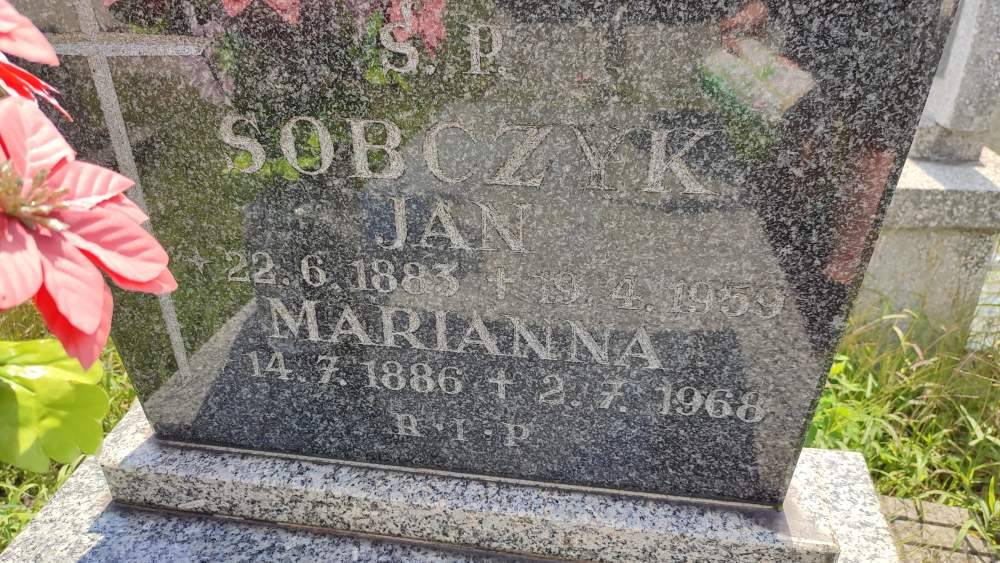 Ś. P.
SOBCZYK
JAN
* 22. 6. 1883 + 19. 4. 1959
MARIANNA
14. 7. 1886 + 2. 7. 1968
R · I · P